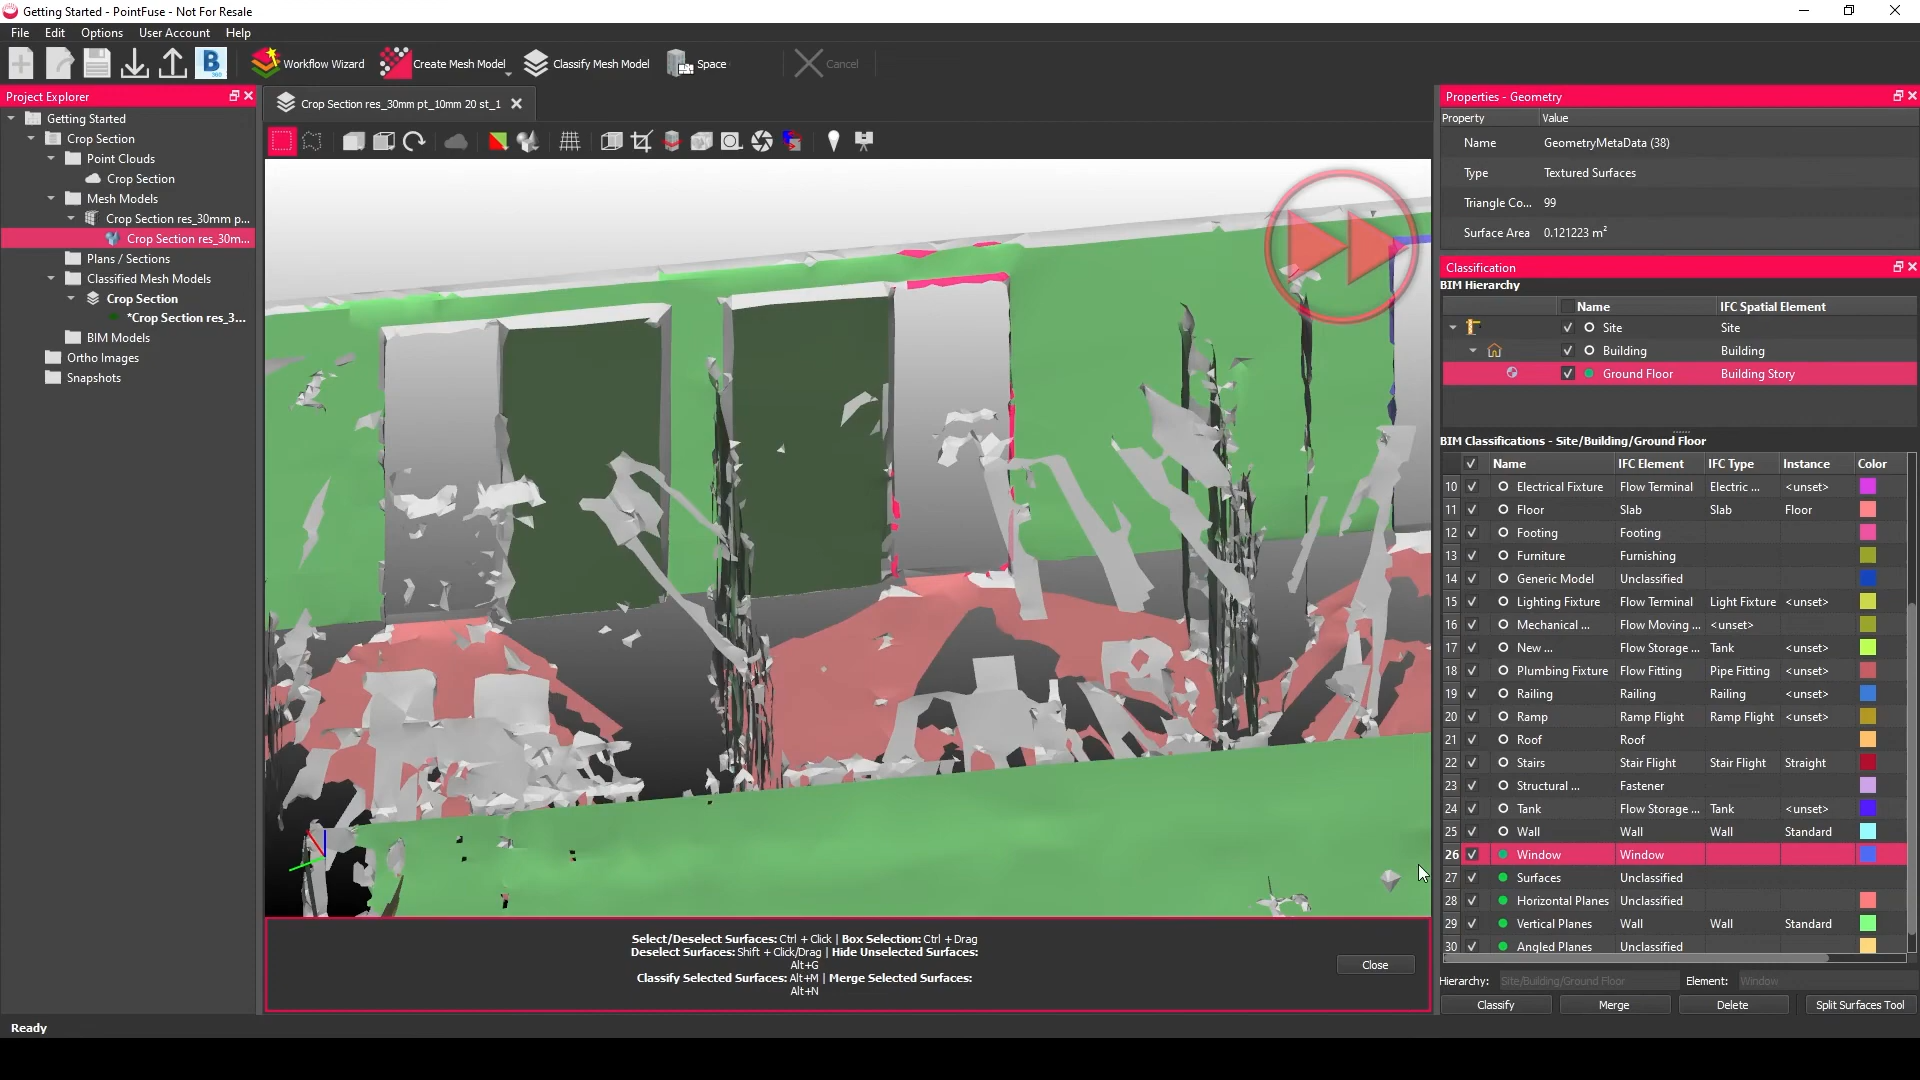 Getting Started - PointFuse - Not For Resale
File Edit Options User Account Help
Workflow Wizard Create Mesh Model Classify Mesh Model Space Cancel
Project Explorer
Crop Section res_30mm pt_10mm 20 st_1
Getting Started
Crop Section
Point Clouds
Crop Section
Mesh Models
Crop Section res_30mm p...
Crop Section res_30m...
Plans / Sections
Classified Mesh Models
Crop Section
*Crop Section res_3...
BIM Models
Ortho Images
Snapshots
Select/Deselect Surfaces: Ctrl + Click | Box Selection: Ctrl + Drag
Deselect Surfaces: Shift + Click/Drag | Hide Unselected Surfaces:
Alt+G
Classify Selected Surfaces: Alt+M | Merge Selected Surfaces:
Alt+N
Close
Properties - Geometry
Property Value
Name GeometryMetaData (38)
Type Textured Surfaces
Triangle Co... 99
Surface Area 0.121223 m²
Classification
BIM Hierarchy
Name IFC Spatial Element
Site Site
Building Building
Ground Floor Building Story
BIM Classifications - Site/Building/Ground Floor
Name IFC Element IFC Type Instance Color
10 Electrical Fixture Flow Terminal Electric ... <unset>
11 Floor Slab Slab Floor
12 Footing Footing
13 Furniture Furnishing
14 Generic Model Unclassified
15 Lighting Fixture Flow Terminal Light Fixture <unset>
16 Mechanical ... Flow Moving ... <unset>
17 New ... Flow Storage ... Tank <unset>
18 Plumbing Fixture Flow Fitting Pipe Fitting <unset>
19 Railing Railing Railing <unset>
20 Ramp Ramp Flight Ramp Flight <unset>
21 Roof Roof
22 Stairs Stair Flight Stair Flight Straight
23 Structural ... Fastener
24 Tank Flow Storage ... Tank <unset>
25 Wall Wall Wall Standard
26 Window Window
27 Surfaces Unclassified
28 Horizontal Planes Unclassified
29 Vertical Planes Wall Wall Standard
30 Angled Planes Unclassified
Hierarchy: Site/Building/Ground Floor Element: Window
Classify Merge Delete Split Surfaces Tool
Ready